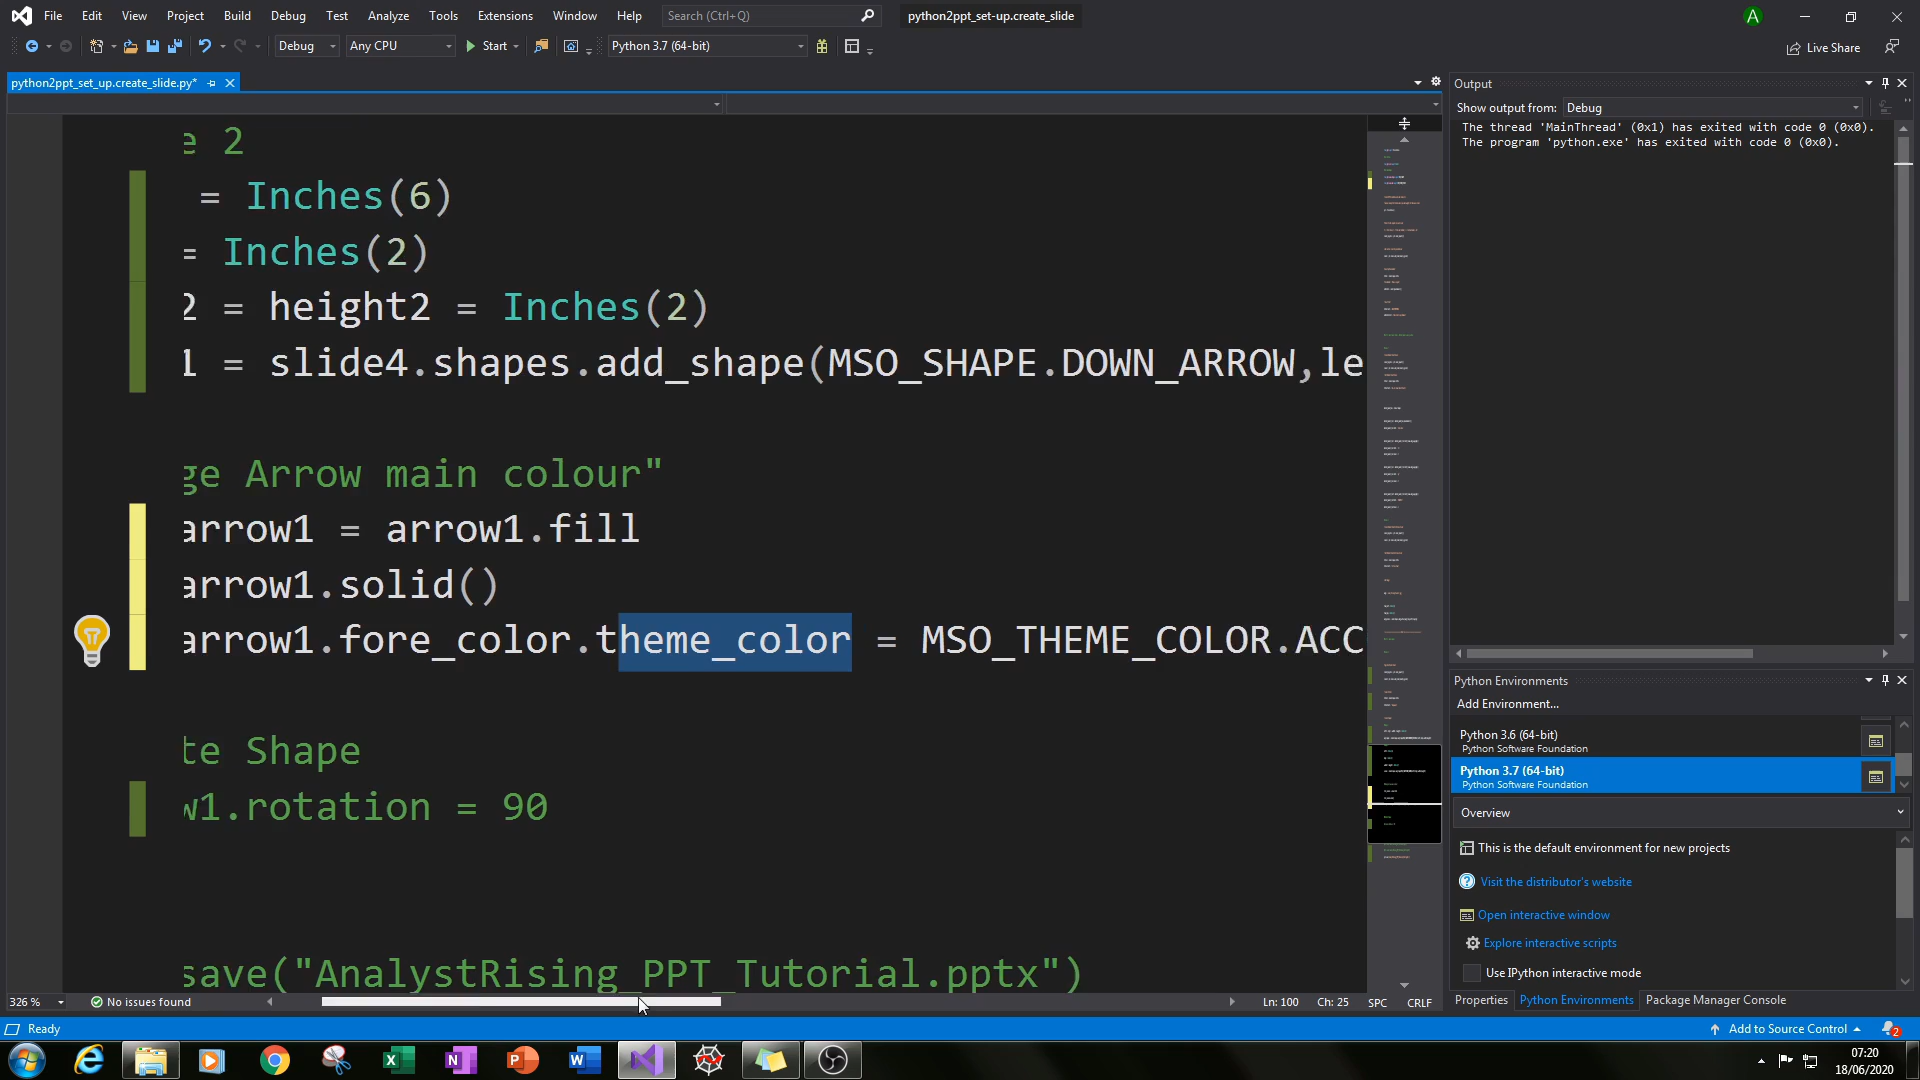 File Edit View Project Build Debug Test Analyze Tools Extensions Window Help Search (Ctrl+Q) python2ppt_set-up.create_slide A
Debug Any CPU Start Python 3.7 (64-bit) Live Share
python2ppt_set_up.create_slide.py*
e 2
= Inches(6)
= Inches(2)
2 = height2 = Inches(2)
1 = slide4.shapes.add_shape(MSO_SHAPE.DOWN_ARROW,le
ge Arrow main colour"
arrow1 = arrow1.fill
arrow1.solid()
arrow1.fore_color.theme_color = MSO_THEME_COLOR.ACC
te Shape
w1.rotation = 90
save("AnalystRising_PPT_Tutorial.pptx")
326 % No issues found Ln: 100 Ch: 25 SPC CRLF
Output
Show output from: Debug
The thread 'MainThread' (0x1) has exited with code 0 (0x0).
The program 'python.exe' has exited with code 0 (0x0).
Python Environments
Add Environment...
Python 3.6 (64-bit)
Python Software Foundation
Python 3.7 (64-bit)
Python Software Foundation
Overview
This is the default environment for new projects
Visit the distributor's website
Open interactive window
Explore interactive scripts
Use IPython interactive mode
Properties Python Environments Package Manager Console
Ready Add to Source Control 2
07:20
18/06/2020